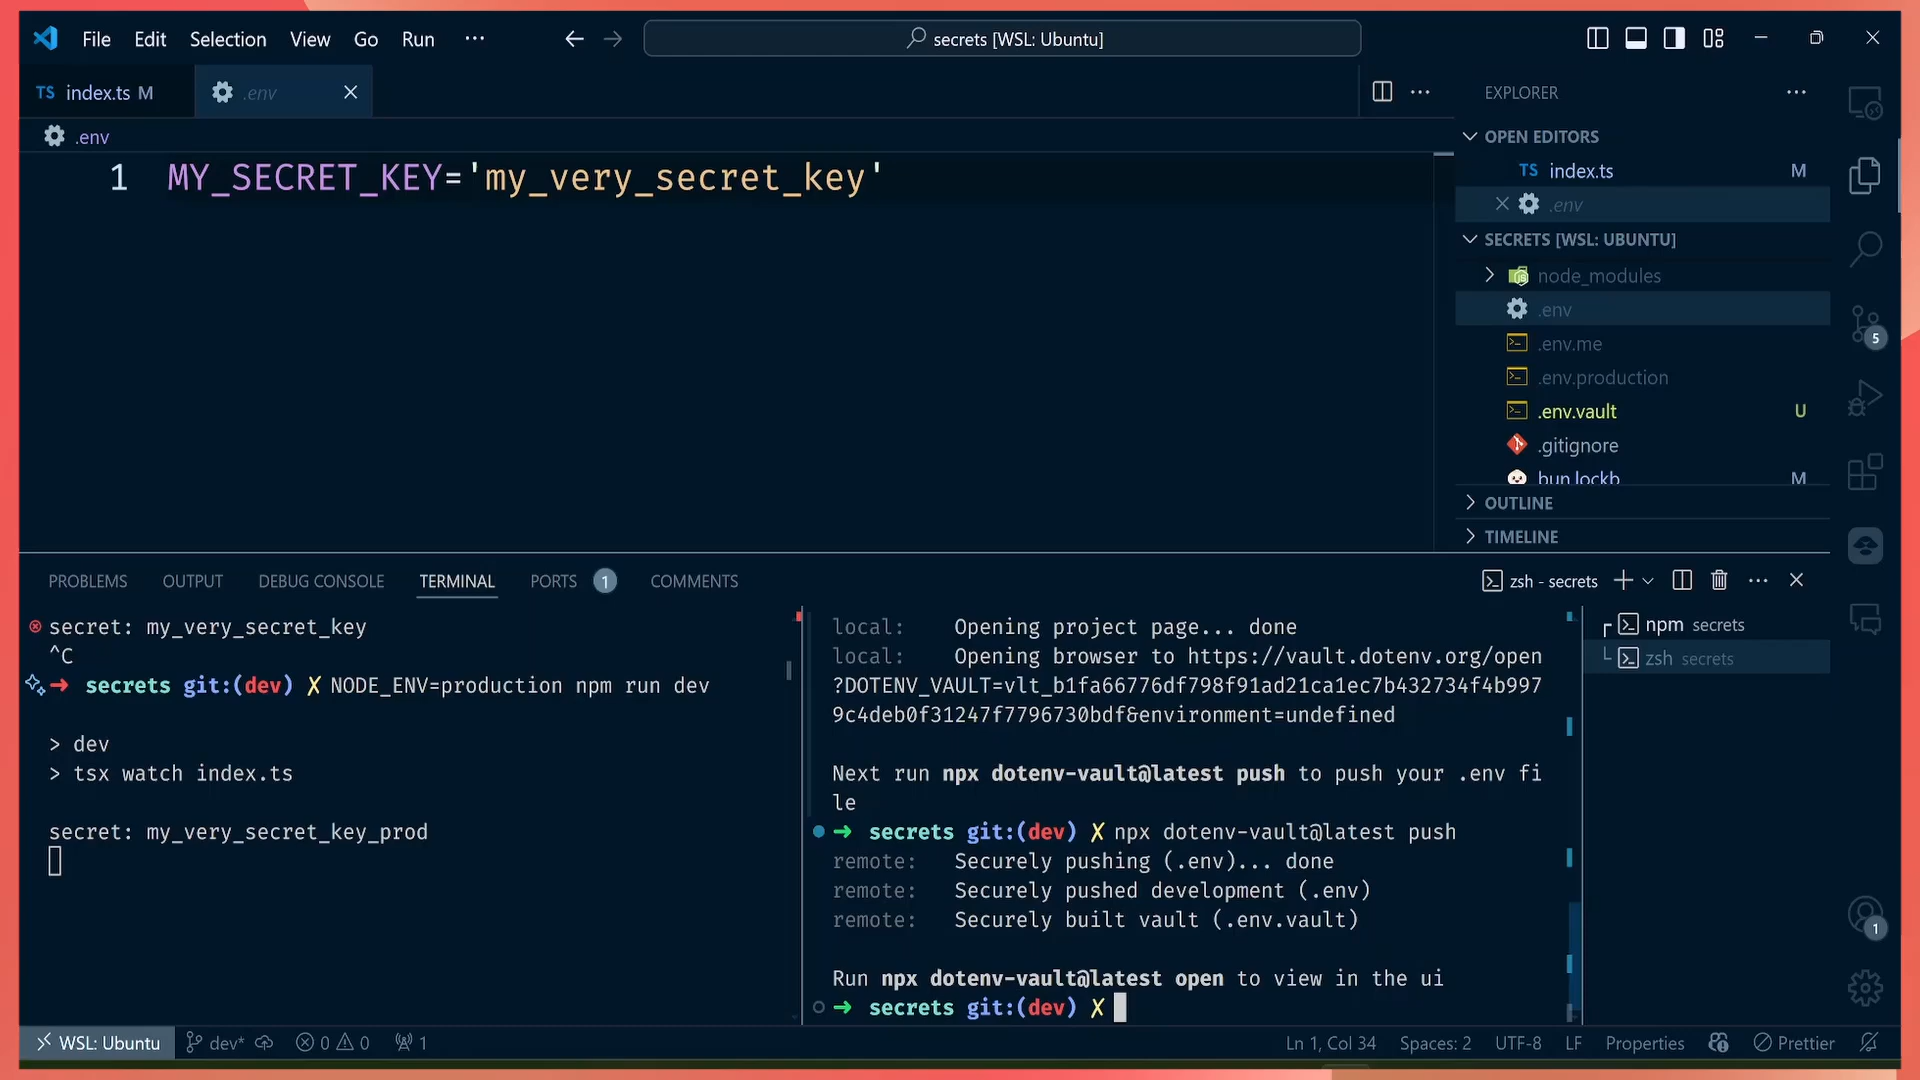 File Edit Selection View Go Run ···
secrets [WSL: Ubuntu]
TS index.ts M
.env
.env
1 MY_SECRET_KEY='my_very_secret_key'
EXPLORER
OPEN EDITORS
TS index.ts M
.env
SECRETS [WSL: UBUNTU]
node_modules
.env
.env.me
.env.production
.env.vault U
.gitignore
bun.lockb M
OUTLINE
TIMELINE
5
1
PROBLEMS OUTPUT DEBUG CONSOLE TERMINAL PORTS 1 COMMENTS
zsh - secrets
secret: my_very_secret_key
^C
➜ secrets git:(dev) ✗ NODE_ENV=production npm run dev
> dev
> tsx watch index.ts
secret: my_very_secret_key_prod
local: Opening project page... done
local: Opening browser to https://vault.dotenv.org/open
?DOTENV_VAULT=vlt_b1fa66776df798f91ad21ca1ec7b432734f4b997
9c4deb0f31247f7796730bdf&environment=undefined
Next run npx dotenv-vault@latest push to push your .env fi
le
➜ secrets git:(dev) ✗ npx dotenv-vault@latest push
remote: Securely pushing (.env)... done
remote: Securely pushed development (.env)
remote: Securely built vault (.env.vault)
Run npx dotenv-vault@latest open to view in the ui
➜ secrets git:(dev) ✗
npm secrets
zsh secrets
WSL: Ubuntu dev* 0 0 1
Ln 1, Col 34 Spaces: 2 UTF-8 LF Properties Prettier